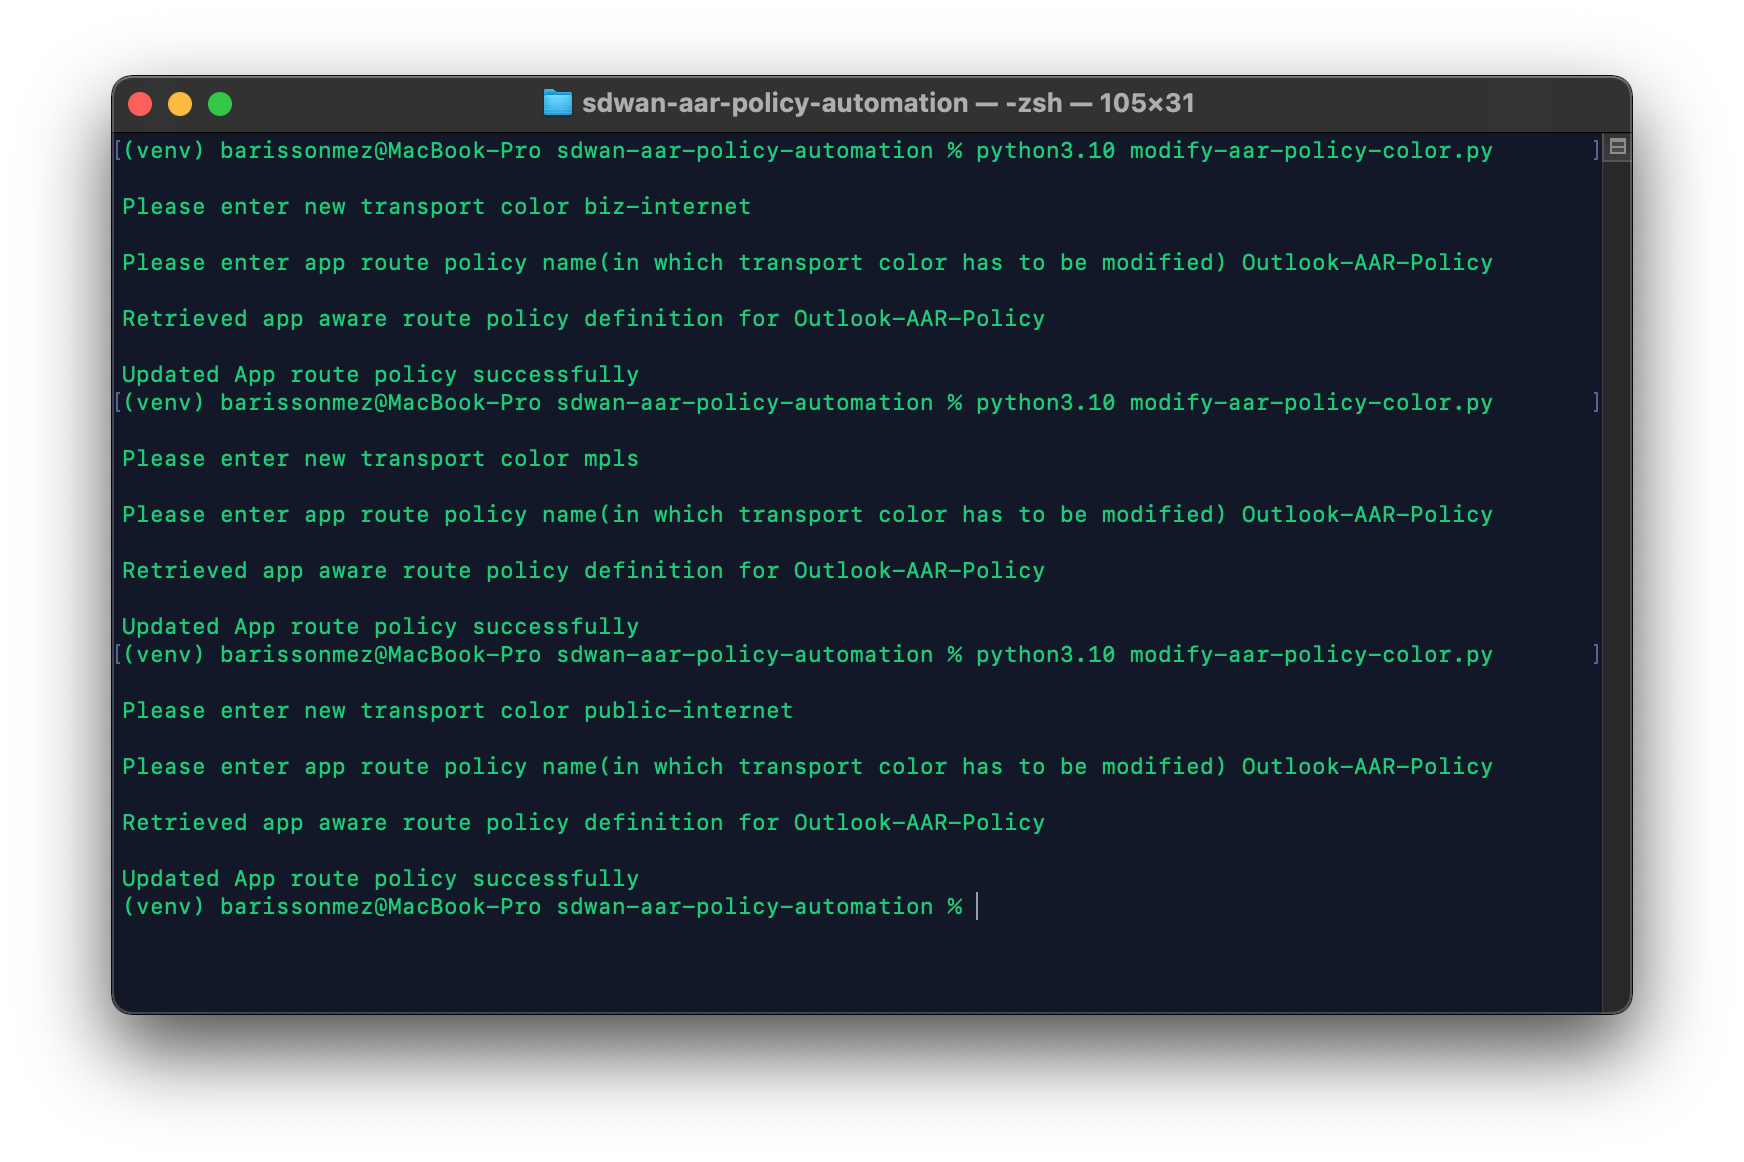 sdwan-aar-policy-automation — -zsh — 105×31
[(venv) barissonmez@MacBook-Pro sdwan-aar-policy-automation % python3.10 modify-aar-policy-color.py ]
Please enter new transport color biz-internet
Please enter app route policy name(in which transport color has to be modified) Outlook-AAR-Policy
Retrieved app aware route policy definition for Outlook-AAR-Policy
Updated App route policy successfully
[(venv) barissonmez@MacBook-Pro sdwan-aar-policy-automation % python3.10 modify-aar-policy-color.py ]
Please enter new transport color mpls
Please enter app route policy name(in which transport color has to be modified) Outlook-AAR-Policy
Retrieved app aware route policy definition for Outlook-AAR-Policy
Updated App route policy successfully
[(venv) barissonmez@MacBook-Pro sdwan-aar-policy-automation % python3.10 modify-aar-policy-color.py ]
Please enter new transport color public-internet
Please enter app route policy name(in which transport color has to be modified) Outlook-AAR-Policy
Retrieved app aware route policy definition for Outlook-AAR-Policy
Updated App route policy successfully
(venv) barissonmez@MacBook-Pro sdwan-aar-policy-automation %